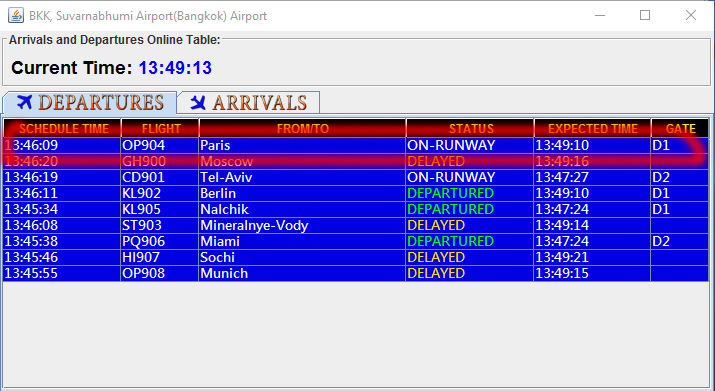 BKK, Suvarnabhumi Airport(Bangkok) Airport
Arrivals and Departures Online Table:
Current Time: 13:49:13
DEPARTURES ARRIVALS
SCHEDULE TIME FLIGHT FROM/TO STATUS EXPECTED TIME GATE
13:46:09 OP904 Paris ON-RUNWAY 13:49:10 D1
13:46:20 GH900 Moscow DELAYED 13:49:16
13:46:19 CD901 Tel-Aviv ON-RUNWAY 13:47:27 D2
13:46:11 KL902 Berlin DEPARTURED 13:49:10 D1
13:45:34 KL905 Nalchik DEPARTURED 13:47:24 D1
13:46:08 ST903 Mineralnye-Vody DELAYED 13:49:14
13:45:38 PQ906 Miami DEPARTURED 13:47:24 D2
13:45:46 HI907 Sochi DELAYED 13:49:21
13:45:55 OP908 Munich DELAYED 13:49:15